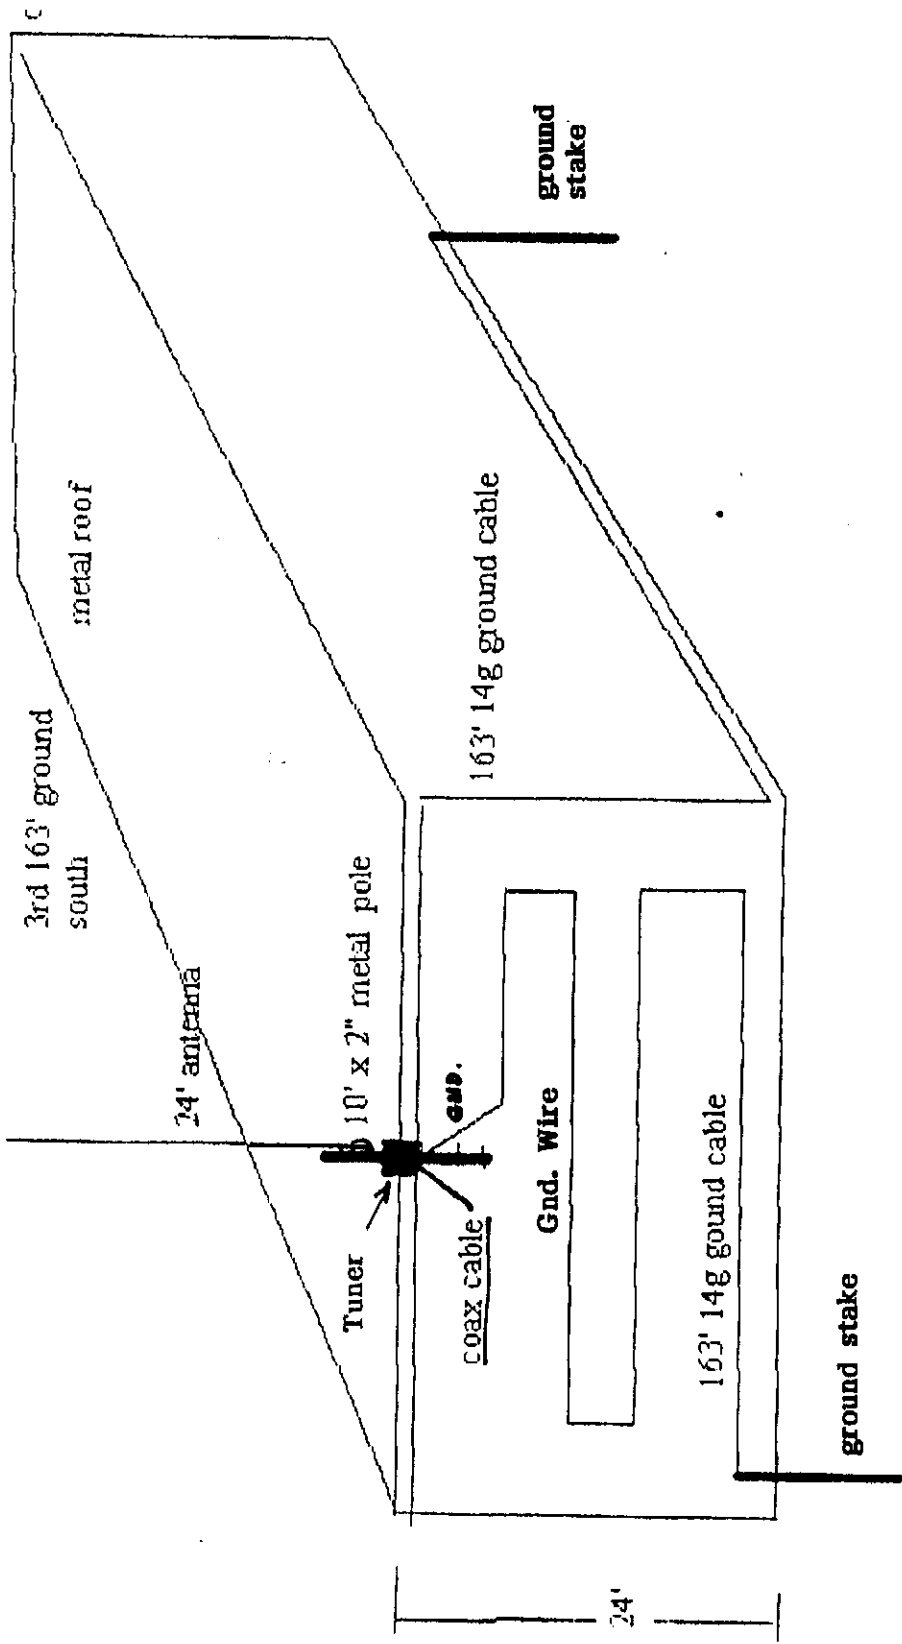 3rd 163' ground
south
metal roof
24' antenna
10' x 2" metal pole
Tuner
GND.
coax cable
Gnd. Wire
163' 14g ground cable
163' 14g gound cable
ground
stake
ground stake
24'